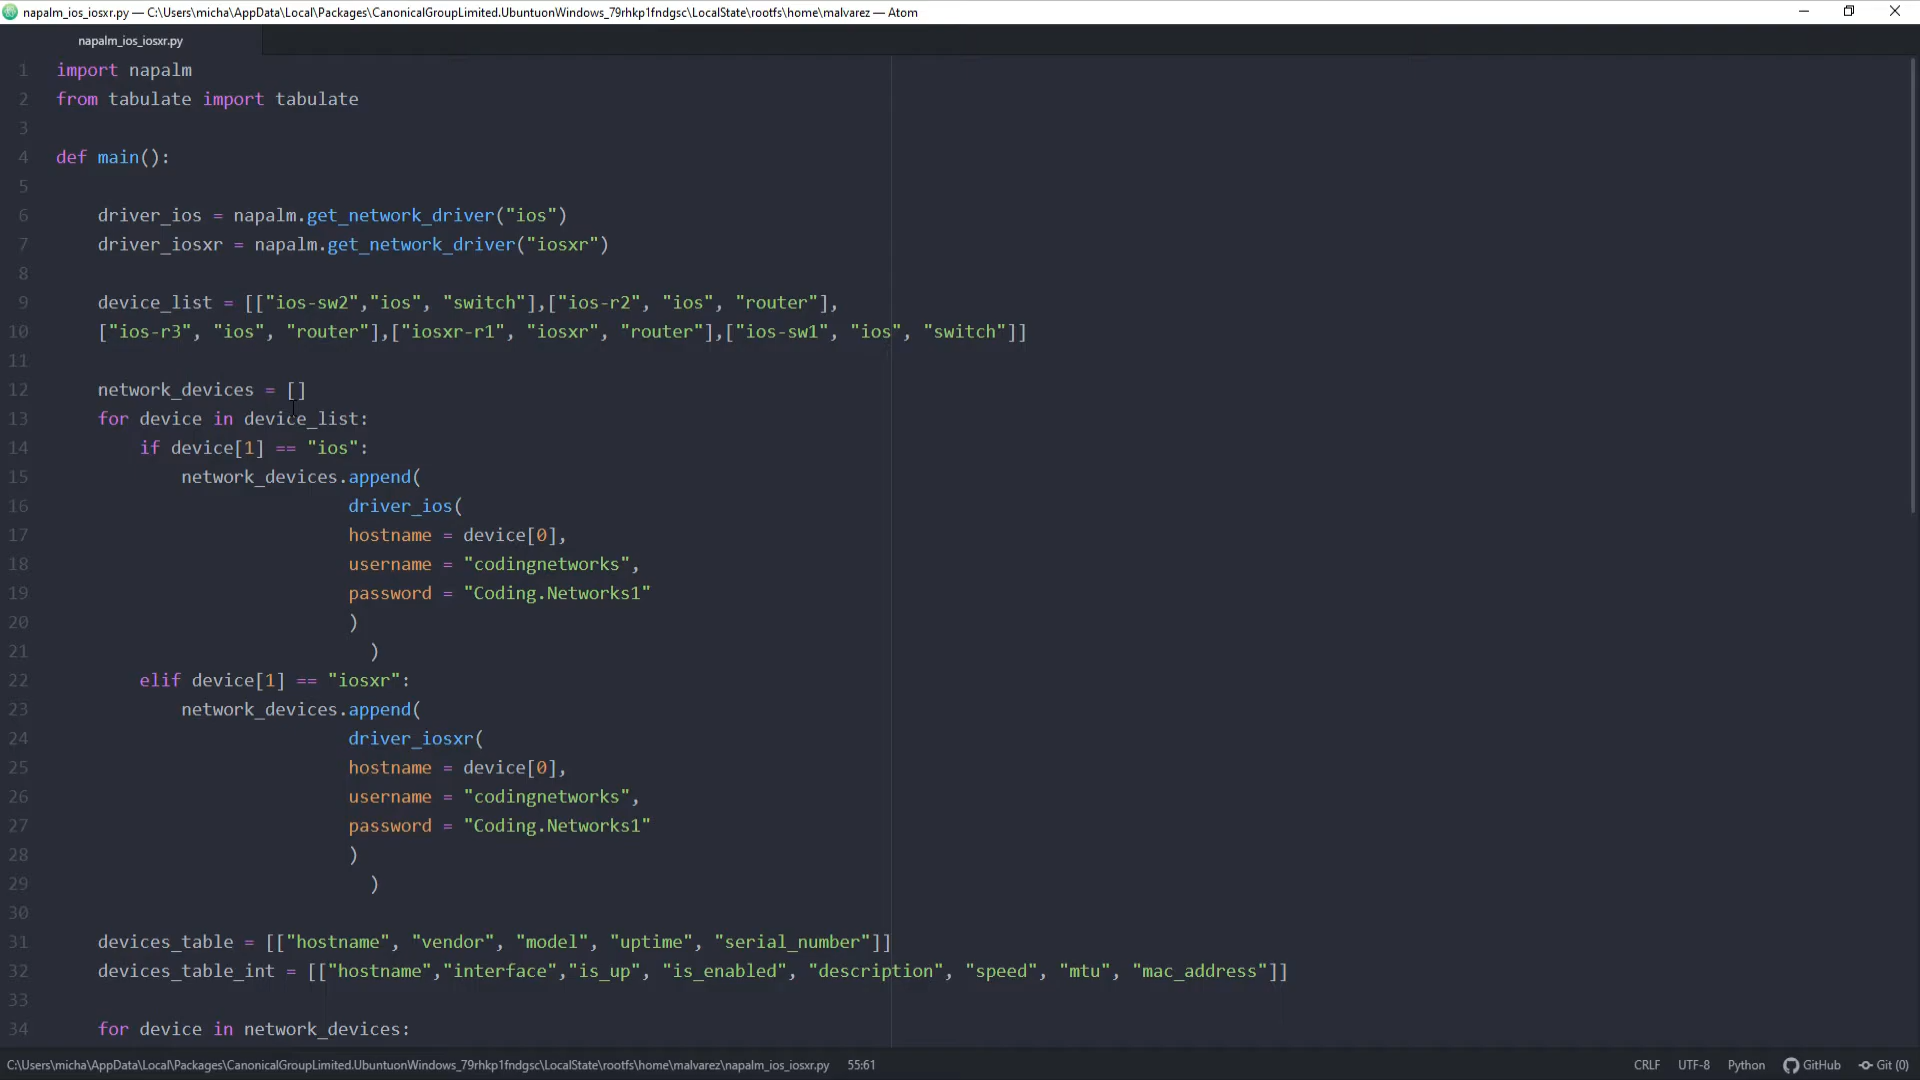 napalm_ios_iosxr.py — C:\Users\micha\AppData\Local\Packages\CanonicalGroupLimited.UbuntuonWindows_79rhkp1fndgsc\LocalState\rootfs\home\malvarez — Atom
napalm_ios_iosxr.py
1 import napalm
2 from tabulate import tabulate
3
4 def main():
5
6     driver_ios = napalm.get_network_driver("ios")
7     driver_iosxr = napalm.get_network_driver("iosxr")
8
9     device_list = [["ios-sw2","ios", "switch"],["ios-r2", "ios", "router"],
10     ["ios-r3", "ios", "router"],["iosxr-r1", "iosxr", "router"],["ios-sw1", "ios", "switch"]]
11
12     network_devices = []
13     for device in device_list:
14         if device[1] == "ios":
15             network_devices.append(
16                             driver_ios(
17                             hostname = device[0],
18                             username = "codingnetworks",
19                             password = "Coding.Networks1"
20                             )
21                               )
22         elif device[1] == "iosxr":
23             network_devices.append(
24                             driver_iosxr(
25                             hostname = device[0],
26                             username = "codingnetworks",
27                             password = "Coding.Networks1"
28                             )
29                               )
30
31     devices_table = [["hostname", "vendor", "model", "uptime", "serial_number"]]
32     devices_table_int = [["hostname","interface","is_up", "is_enabled", "description", "speed", "mtu", "mac_address"]]
33
34     for device in network_devices:
C:\Users\micha\AppData\Local\Packages\CanonicalGroupLimited.UbuntuonWindows_79rhkp1fndgsc\LocalState\rootfs\home\malvarez\napalm_ios_iosxr.py 55:61 CRLF UTF-8 Python GitHub Git (0)